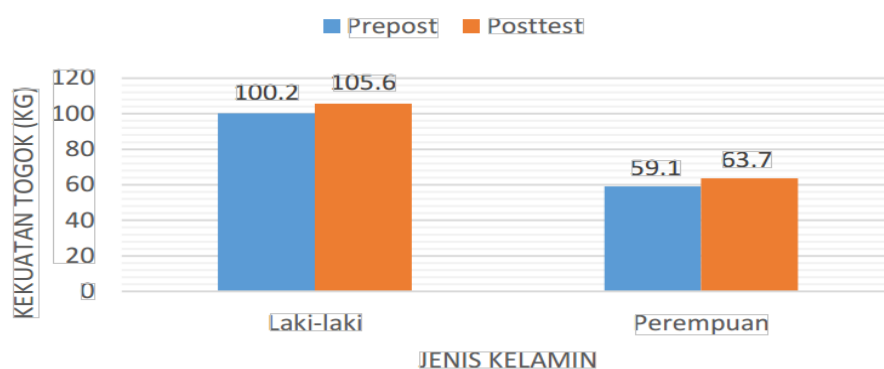 Prepost Posttest
KEKUATAN TOGOK (KG)
120
100
80
60
40
20
0
100.2 105.6
59.1 63.7
Laki-laki Perempuan
JENIS KELAMIN